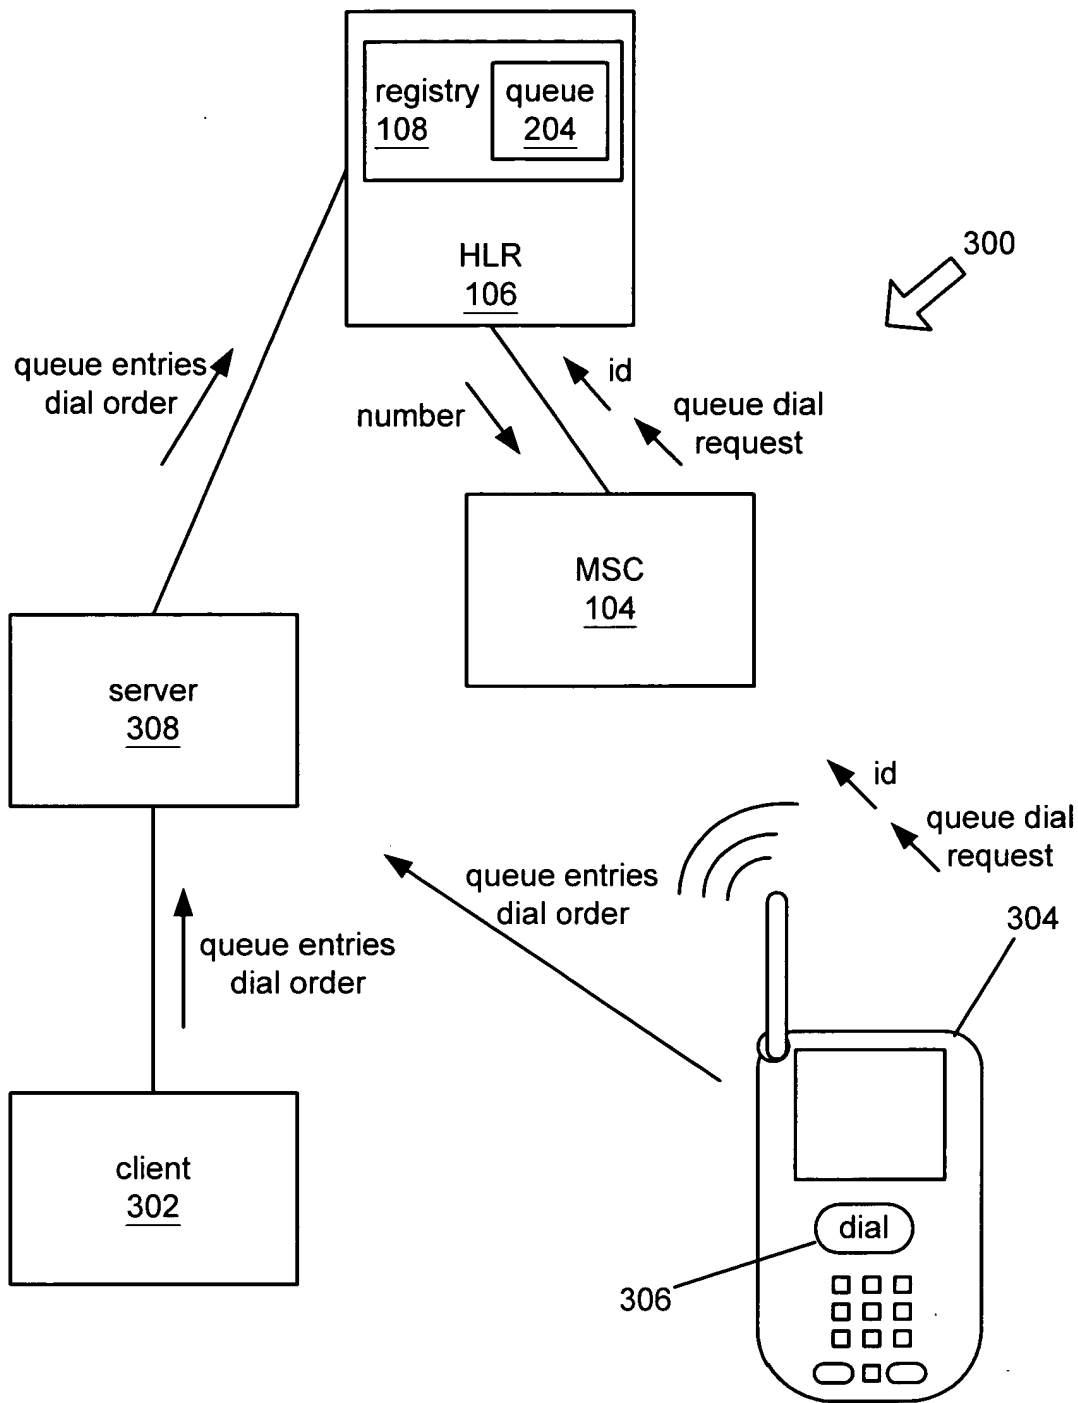 registry
108
queue
204
HLR
106
300
queue entries
dial order
number
id
queue dial
request
MSC
104
server
308
id
queue dial
request
queue entries
dial order
304
queue entries
dial order
client
302
dial
306